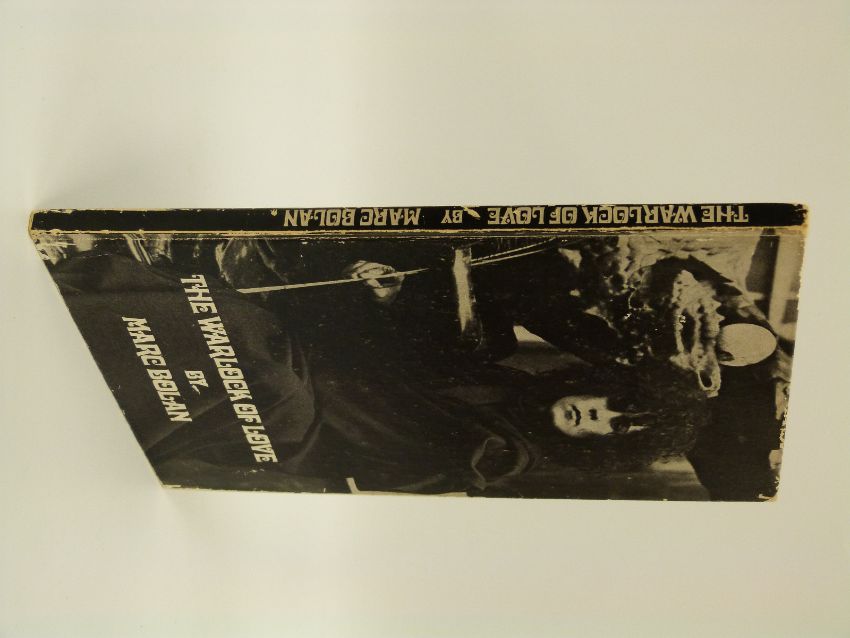 THE WARLOCK OF LOVE BY MARC BOLAN.
THE WARLOCK OF LOVE
BY.
MARC BOLAN